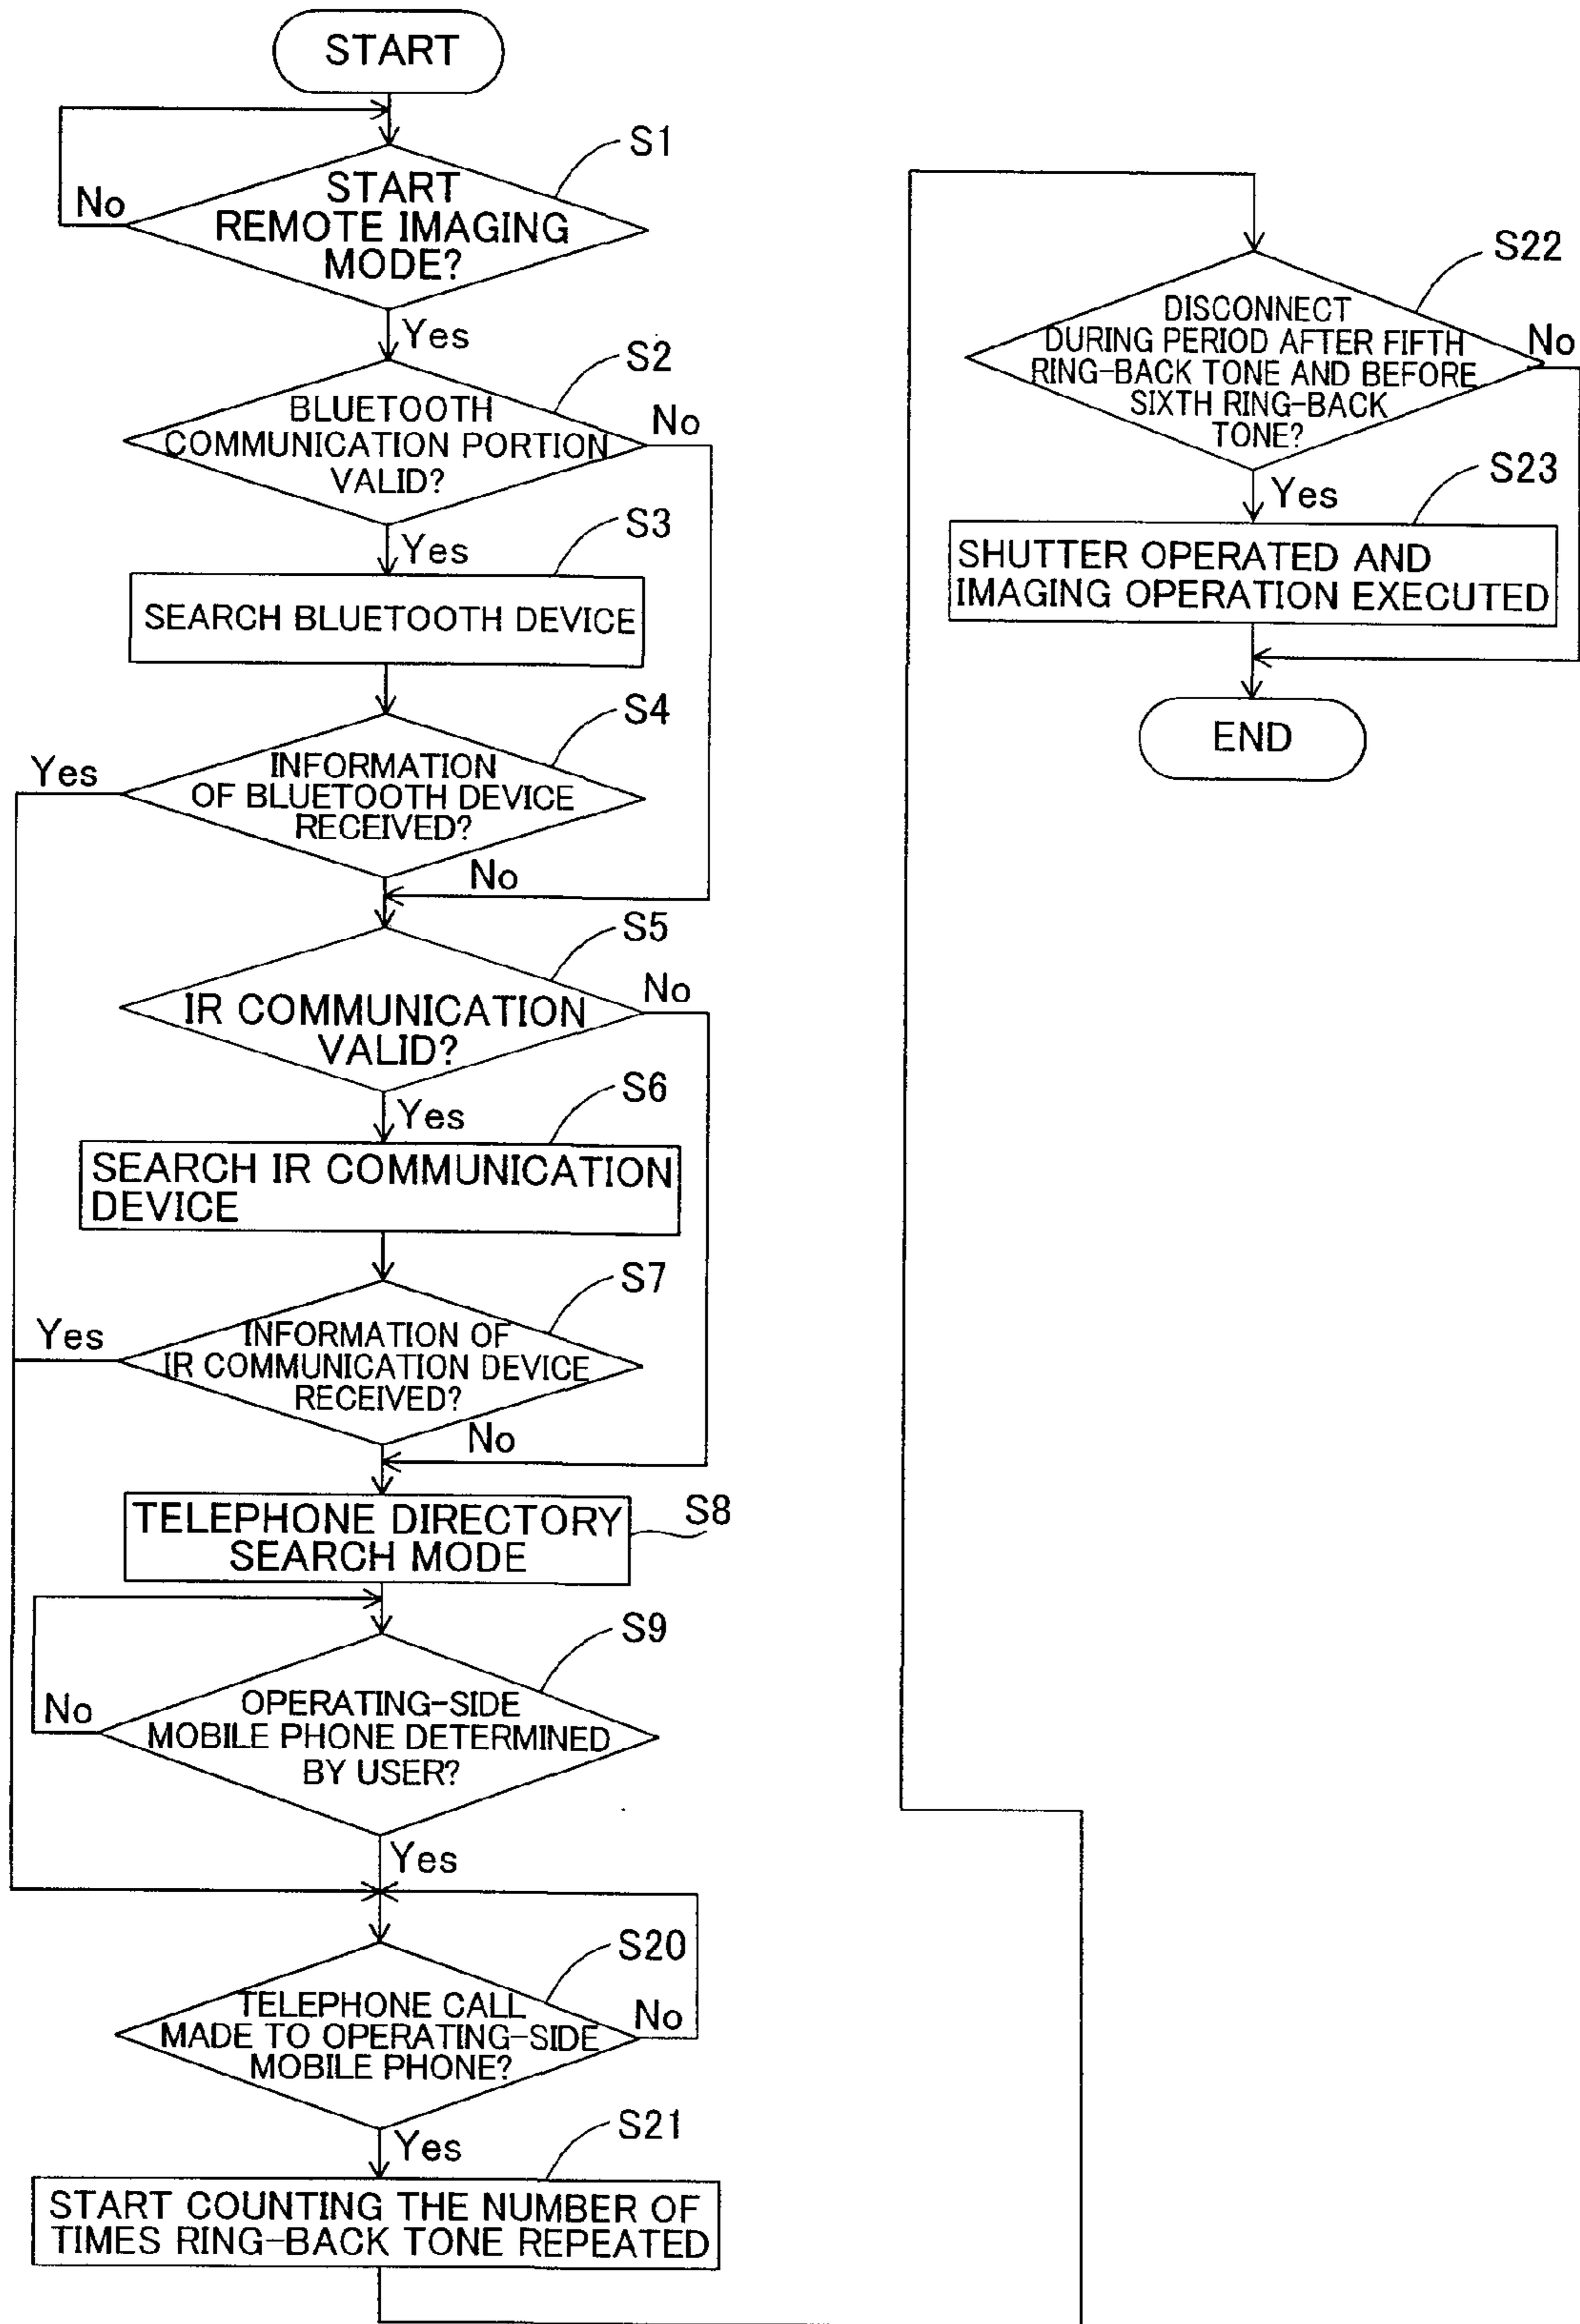 START
S1
No
START
REMOTE IMAGING
MODE?
Yes
S2
BLUETOOTH
COMMUNICATION PORTION
VALID?
No
Yes
S3
SEARCH BLUETOOTH DEVICE
S4
Yes
INFORMATION
OF BLUETOOTH DEVICE
RECEIVED?
No
S5
IR COMMUNICATION
VALID?
No
Yes
S6
SEARCH IR COMMUNICATION
DEVICE
S7
Yes
INFORMATION OF
IR COMMUNICATION DEVICE
RECEIVED?
No
TELEPHONE DIRECTORY
SEARCH MODE
S8
S9
No
OPERATING-SIDE
MOBILE PHONE DETERMINED
BY USER?
Yes
S20
TELEPHONE CALL
MADE TO OPERATING-SIDE
MOBILE PHONE?
No
Yes
S21
START COUNTING THE NUMBER OF
TIMES RING-BACK TONE REPEATED
S22
DISCONNECT
DURING PERIOD AFTER FIFTH
RING-BACK TONE AND BEFORE
SIXTH RING-BACK
TONE?
No
Yes
S23
SHUTTER OPERATED AND
IMAGING OPERATION EXECUTED
END